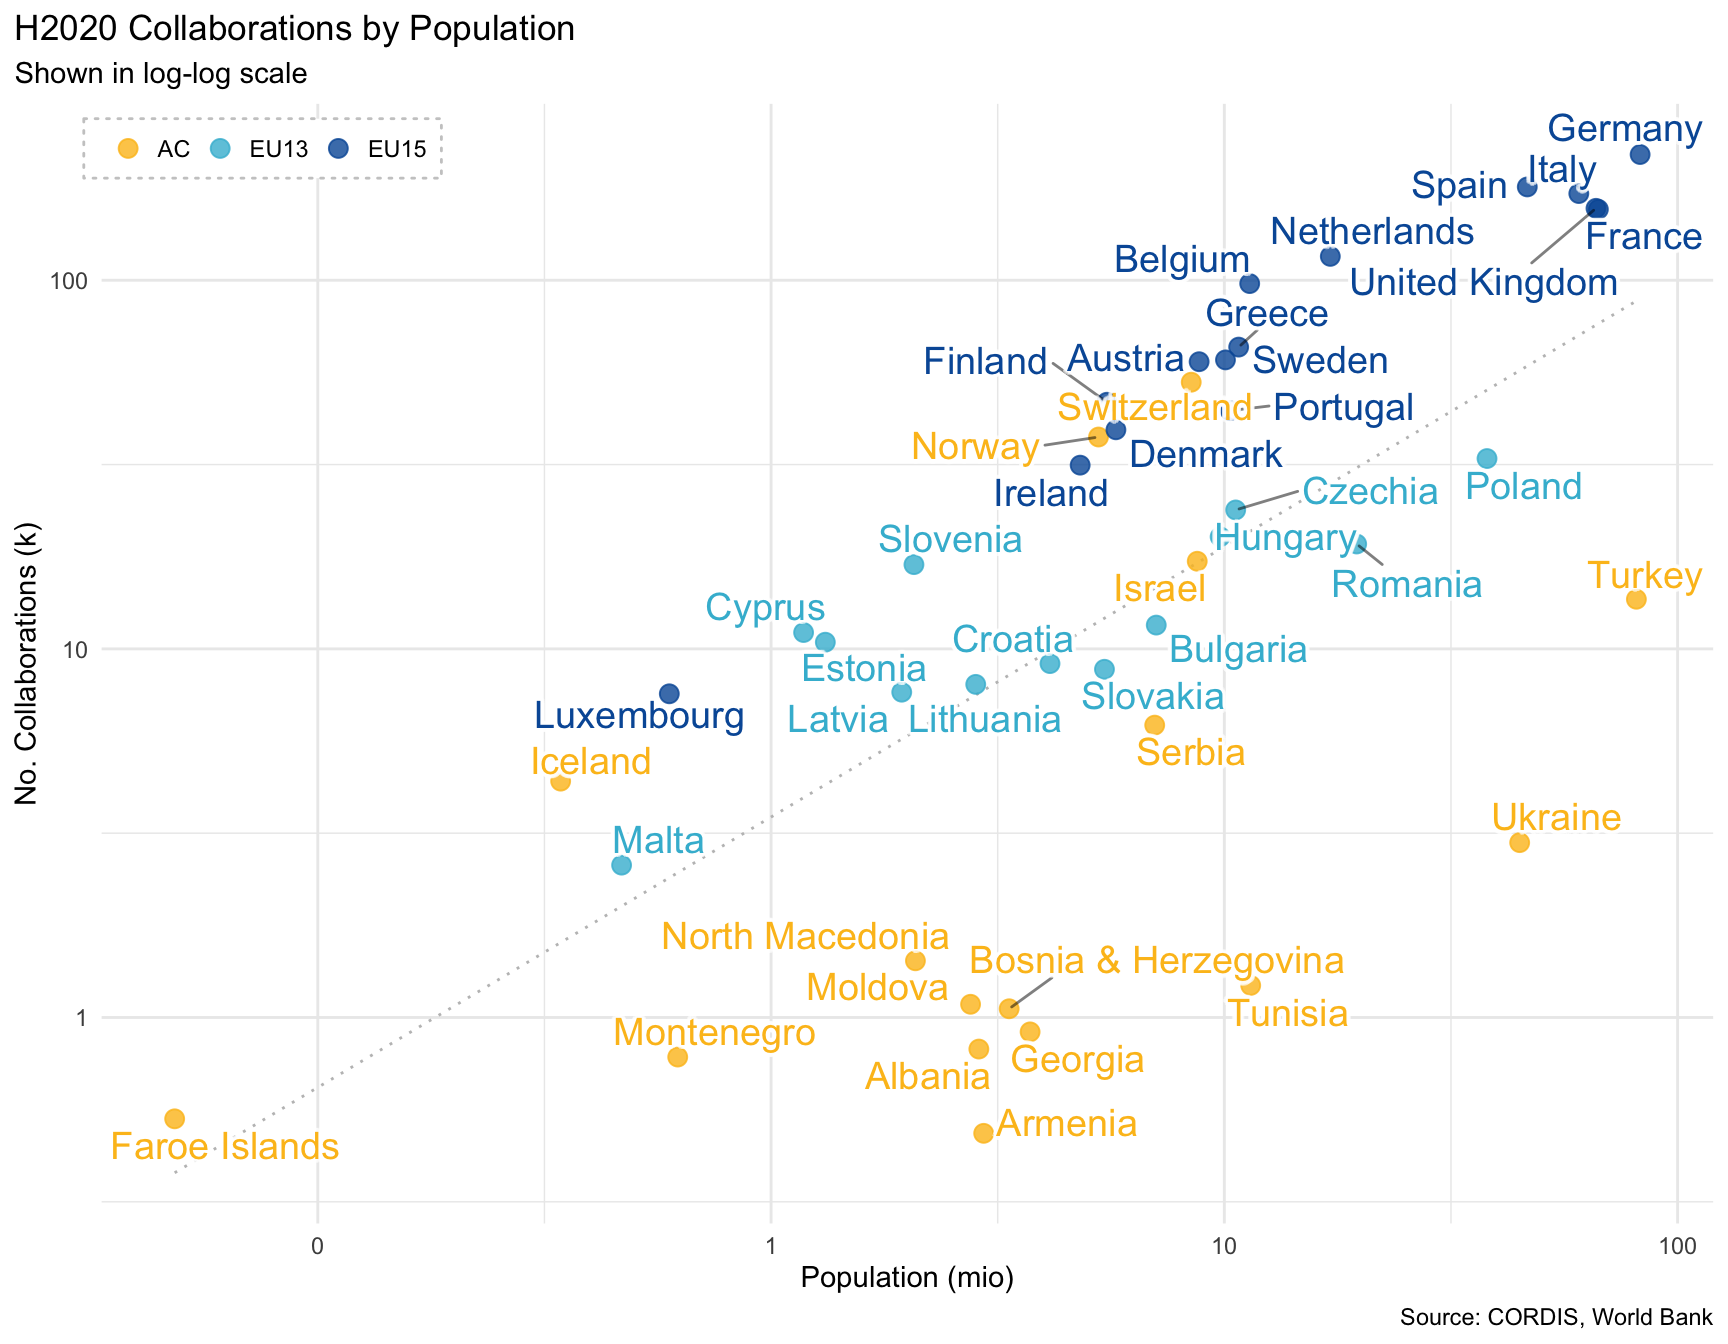 H2020 Collaborations by Population
Shown in log-log scale
AC EU13 EU15
Germany
Italy
Spain
Netherlands
France
Belgium
United Kingdom
Greece
Finland
Austria
Sweden
Switzerland
Portugal
Norway
Denmark
Ireland
Czechia
Poland
Slovenia
Hungary
Israel
Romania
Turkey
Cyprus
Croatia
Bulgaria
Estonia
Slovakia
Luxembourg
Latvia
Lithuania
Serbia
Iceland
Ukraine
Malta
North Macedonia
Bosnia & Herzegovina
Moldova
Tunisia
Montenegro
Georgia
Albania
Armenia
Faroe Islands
100
10
1
No. Collaborations (k)
0 1 10 100
Population (mio)
Source: CORDIS, World Bank